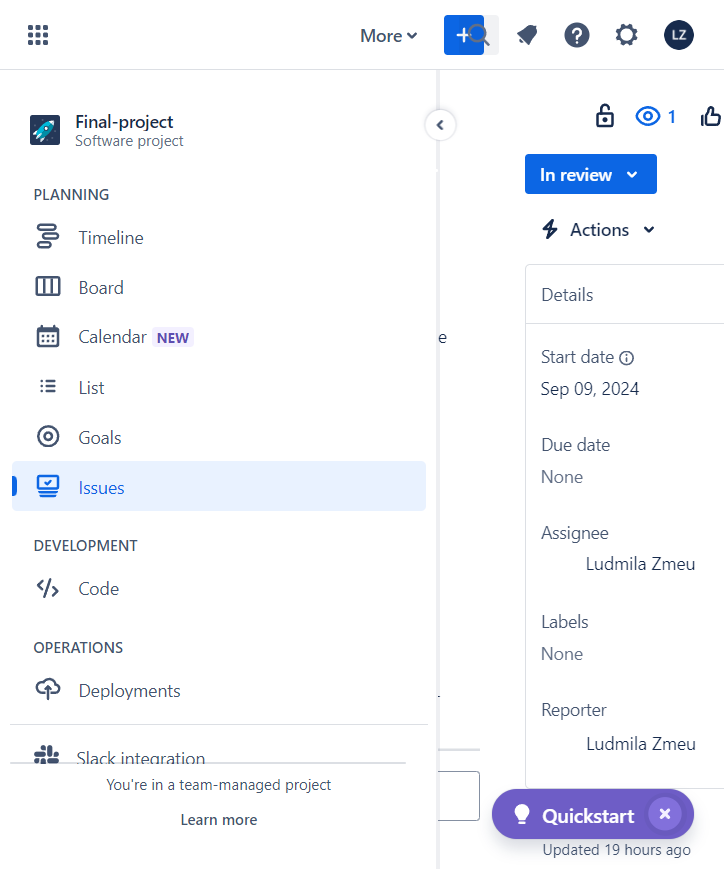 More
LZ
Final-project
Software project
1
In review
PLANNING
Timeline
Actions
Board
Details
Calendar NEW
e
Start date
List
Sep 09, 2024
Goals
Due date
None
Issues
Assignee
DEVELOPMENT
Ludmila Zmeu
Code
Labels
OPERATIONS
None
Deployments
Reporter
Slack integration
Ludmila Zmeu
You're in a team-managed project
Learn more
Quickstart
Updated 19 hours ago